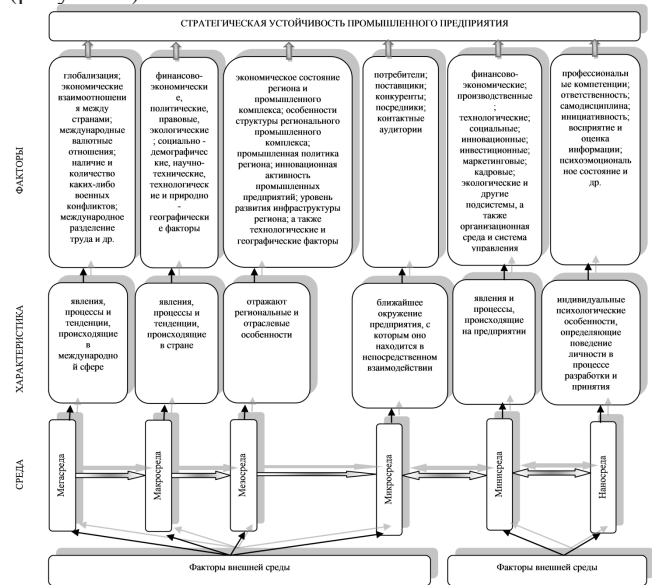 СТРАТЕГИЧЕСКАЯ УСТОЙЧИВОСТЬ ПРОМЫШЛЕННОГО ПРЕДПРИЯТИЯ
ФАКТОРЫ
глобализация;
экономические
взаимоотношени
я между
странами;
международные
валютные
отношения;
наличие и
количество
каких-либо
военных
конфликтов;
международное
разделение
труда и др.
финансово-
экономически
е,
политические,
правовые,
экологические
; социально -
демографичес
кие, научно-
технические,
технологическ
ие и природно
- географическ
ие факторы
экономическое состояние
региона и
промышленного
комплекса; особенности
структуры регионального
промышленного
комплекса;
промышленная политика
региона; инновационная
активность
промышленных
предприятий; уровень
развития инфраструктуры
региона; а также
технологические и
географические факторы
потребители;
поставщики;
конкуренты;
посредники;
контактные
аудитории
финансово-
экономические;
производственные
;
технологические;
социальные;
инновационные;
инвестиционные;
маркетинговые;
кадровые;
экологические и
другие
подсистемы, а
также
организационная
среда и система
управления
профессиональ
ные
компетенции;
ответственность;
самодисциплина;
инициативность;
восприятие и
оценка
информации;
психоэмоциональ
ное состояние и
др.
ХАРАКТЕРИСТИКА
явления,
процессы и
тенденции,
происходящие
в
международно
й сфере
явления,
процессы и
тенденции,
происходящие
в стране
отражают
региональные и
отраслевые
особенности
ближайшее
окружение
предприятия, с
которым оно
находится в
непосредственном
взаимодействии
явления и
процессы,
происходящие
на предприятии
индивидуальные
психологические
особенности,
определяющие
поведение
личности в
процессе
разработки и
принятия
СРЕДА
Мегасреда
Макросреда
Мезосреда
Микросреда
Минисреда
Наносреда
Факторы внешней среды
Факторы внешней среды